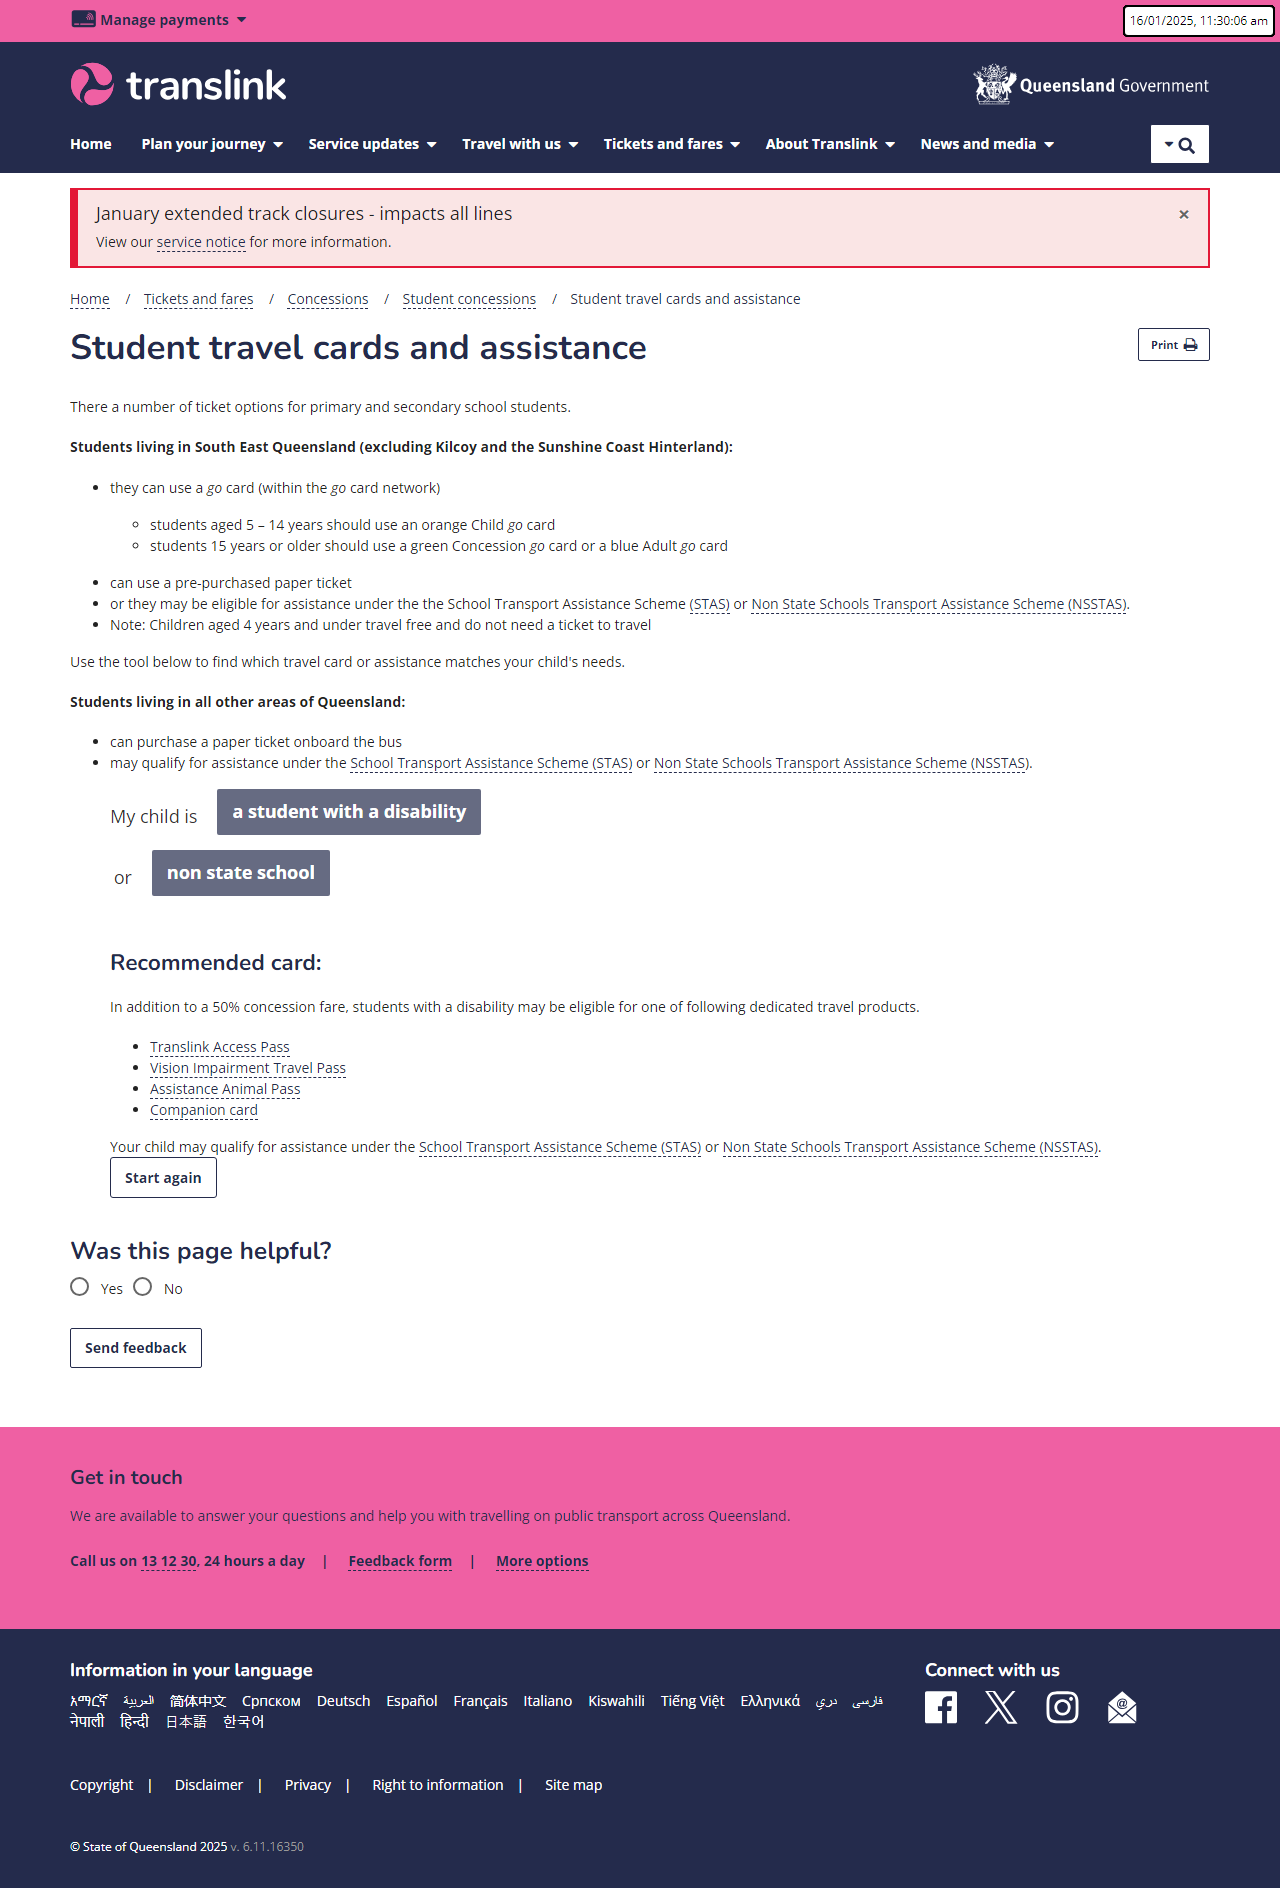 Manage payments
16/01/2025, 11:30:06 am
translink
Queensland Government
Home Plan your journey Service updates Travel with us Tickets and fares About Translink News and media
January extended track closures - impacts all lines
×
View our service notice for more information.
Home / Tickets and fares / Concessions / Student concessions / Student travel cards and assistance
Student travel cards and assistance
Print
There a number of ticket options for primary and secondary school students.
Students living in South East Queensland (excluding Kilcoy and the Sunshine Coast Hinterland):
they can use a go card (within the go card network)
students aged 5 – 14 years should use an orange Child go card
students 15 years or older should use a green Concession go card or a blue Adult go card
can use a pre-purchased paper ticket
or they may be eligible for assistance under the the School Transport Assistance Scheme (STAS) or Non State Schools Transport Assistance Scheme (NSSTAS).
Note: Children aged 4 years and under travel free and do not need a ticket to travel
Use the tool below to find which travel card or assistance matches your child's needs.
Students living in all other areas of Queensland:
can purchase a paper ticket onboard the bus
may qualify for assistance under the School Transport Assistance Scheme (STAS) or Non State Schools Transport Assistance Scheme (NSSTAS).
My child is a student with a disability
or non state school
Recommended card:
In addition to a 50% concession fare, students with a disability may be eligible for one of following dedicated travel products.
Translink Access Pass
Vision Impairment Travel Pass
Assistance Animal Pass
Companion card
Your child may qualify for assistance under the School Transport Assistance Scheme (STAS) or Non State Schools Transport Assistance Scheme (NSSTAS).
Start again
Was this page helpful?
Yes No
Send feedback
Get in touch
We are available to answer your questions and help you with travelling on public transport across Queensland.
Call us on 13 12 30, 24 hours a day | Feedback form | More options
Information in your language
Connect with us
አማርኛ العربية 简体中文 Српском Deutsch Español Français Italiano Kiswahili Tiếng Việt Ελληνικά دري فارسی
नेपाली हिन्दी 日本語 한국어
Copyright | Disclaimer | Privacy | Right to information | Site map
© State of Queensland 2025 v. 6.11.16350